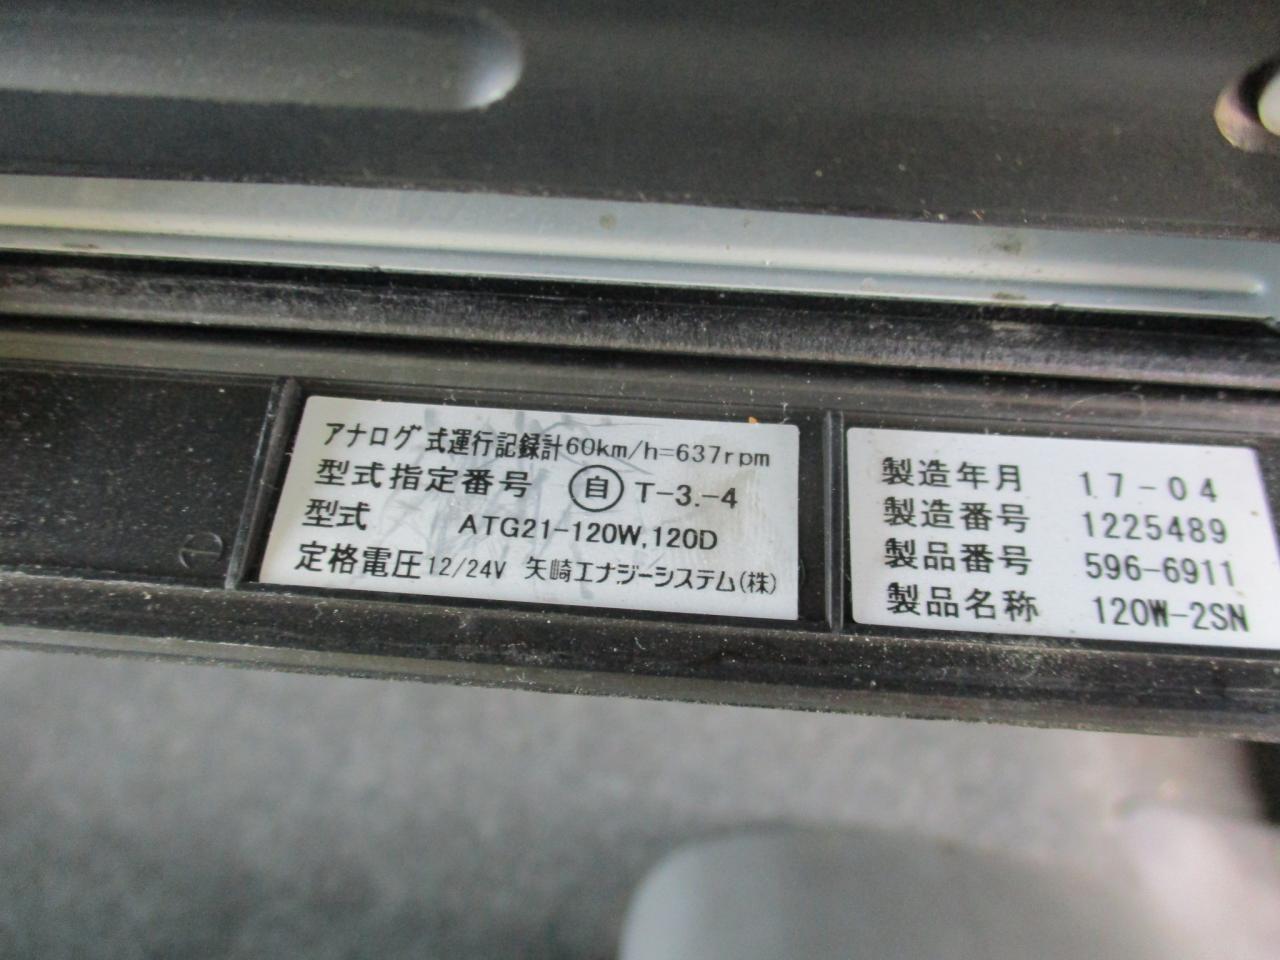 アナログ式運行記録計60km/h=637rpm
型式指定番号 自 T-3.-4
型式 ATG21-120W,120D
定格電圧12/24V 矢崎エナジーシステム(株)
製造年月 17-04
製造番号 1225489
製品番号 596-6911
製品名称 120W-2SN